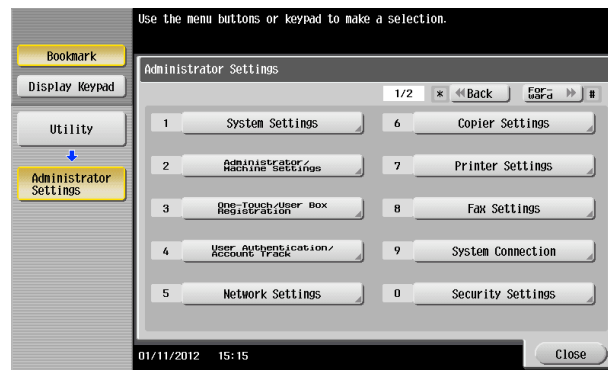 Use the menu buttons or keypad to make a selection.
Bookmark
Display Keypad
Utility
Administrator
Settings
Administrator Settings
1/2 * Back For-
ward #
1 System Settings
2 Administrator/
Machine Settings
3 One-Touch/User Box
Registration
4 User Authentication/
Account Track
5 Network Settings
6 Copier Settings
7 Printer Settings
8 Fax Settings
9 System Connection
0 Security Settings
01/11/2012 15:15
Close